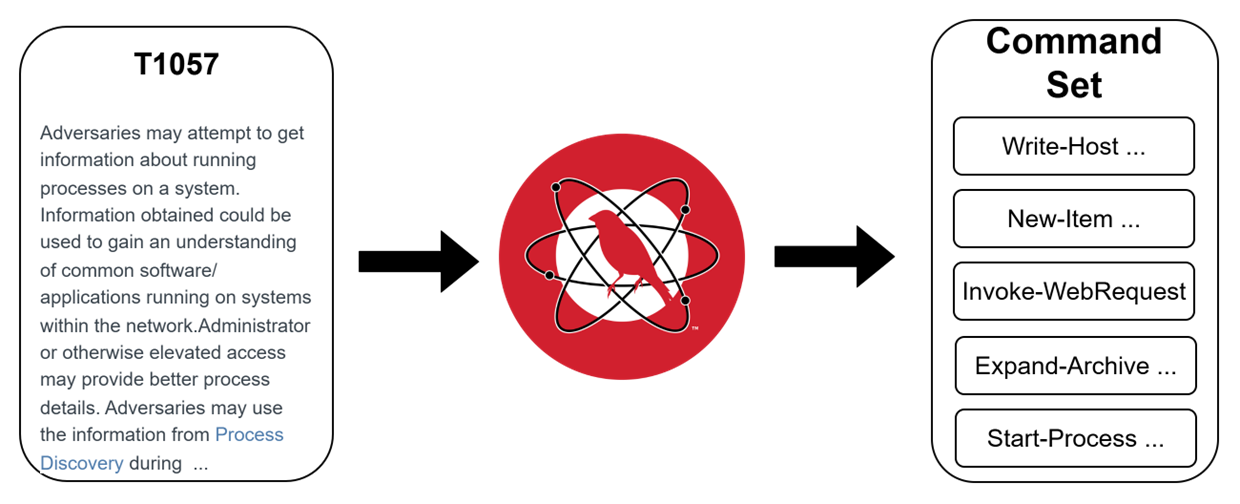 T1057
Adversaries may attempt to get
information about running
processes on a system.
Information obtained could be
used to gain an understanding
of common software/
applications running on systems
within the network.Administrator
or otherwise elevated access
may provide better process
details. Adversaries may use
the information from Process
Discovery during ...
™
Command
Set
Write-Host ...
New-Item ...
Invoke-WebRequest
Expand-Archive ...
Start-Process ...